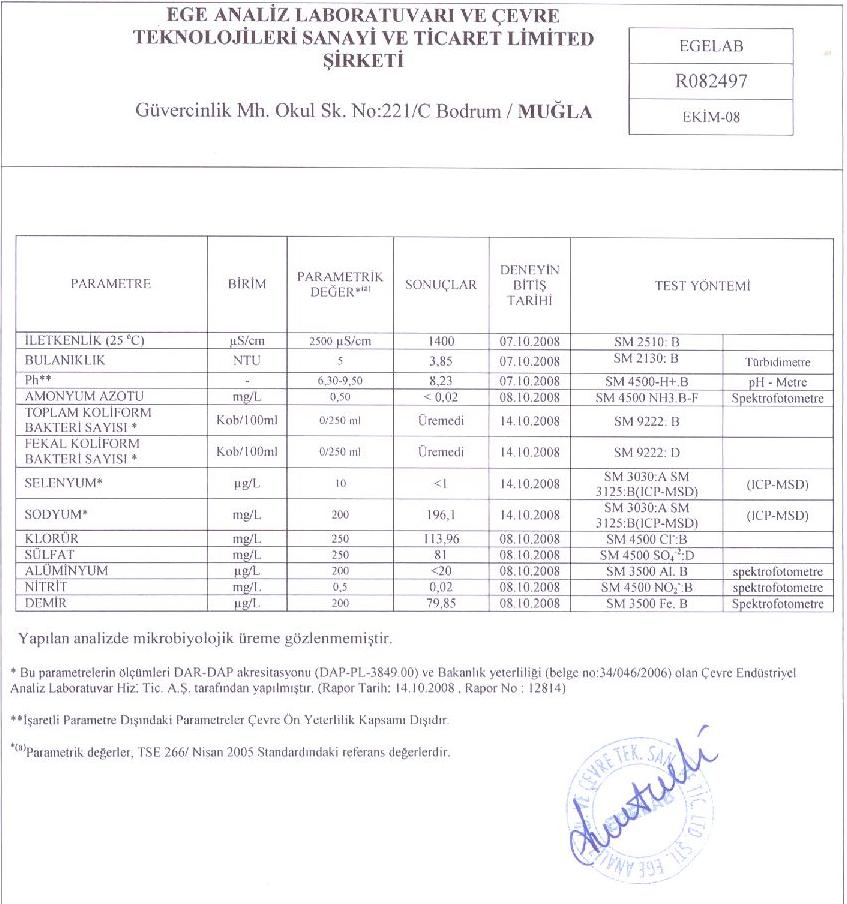 EGE ANALİZ LABORATUVARI VE ÇEVRE
TEKNOLOJİLERİ SANAYİ VE TİCARET LİMİTED
ŞİRKETİ
Güvercinlik Mh. Okul Sk. No:221/C Bodrum / MUĞLA
EGELAB
R082497
EKİM-08
PARAMETRE BİRİM PARAMETRİK DEĞER*(a) SONUÇLAR DENEYİN BİTİŞ TARİHİ TEST YÖNTEMİ
İLETKENLİK (25 °C) µS/cm 2500 µS/cm 1400 07.10.2008 SM 2510: B
BULANIKLIK NTU 5 3,85 07.10.2008 SM 2130: B Türbidimetre
Ph** - 6,30-9,50 8,23 07.10.2008 SM 4500-H+.B pH - Metre
AMONYUM AZOTU mg/L 0,50 < 0,02 08.10.2008 SM 4500 NH3.B-F Spektrofotometre
TOPLAM KOLİFORM BAKTERİ SAYISI * Kob/100ml 0/250 ml Üremedi 14.10.2008 SM 9222: B
FEKAL KOLİFORM BAKTERİ SAYISI * Kob/100ml 0/250 ml Üremedi 14.10.2008 SM 9222: D
SELENYUM* µg/L 10 <1 14.10.2008 SM 3030:A SM 3125:B(ICP-MSD) (ICP-MSD)
SODYUM* mg/L 200 196,1 14.10.2008 SM 3030:A SM 3125:B(ICP-MSD) (ICP-MSD)
KLORÜR mg/L 250 113,96 08.10.2008 SM 4500 Cl⁻:B
SÜLFAT mg/L 250 81 08.10.2008 SM 4500 SO₄⁻²:D
ALÜMİNYUM µg/L 200 <20 08.10.2008 SM 3500 Al. B spektrofotometre
NİTRİT mg/L 0,5 0,02 08.10.2008 SM 4500 NO₂⁻:B spektrofotometre
DEMİR µg/L 200 79,85 08.10.2008 SM 3500 Fe. B Spektrofotometre
Yapılan analizde mikrobiyolojik üreme gözlenmemiştir.
* Bu parametrelerin ölçümleri DAR-DAP akresitasyonu (DAP-PL-3849.00) ve Bakanlık yeterliliği (belge no:34/046/2006) olan Çevre Endüstriyel
Analiz Laboratuvar Hiz. Tic. A.Ş. tarafından yapılmıştır. (Rapor Tarih: 14.10.2008 , Rapor No : 12814)
**İşaretli Parametre Dışındaki Parametreler Çevre Ön Yeterlilik Kapsamı Dışıdır.
*(a)Parametrik değerler, TSE 266/ Nisan 2005 Standardındaki referans değerlerdir.
VE ÇEVRE TEK. SAN. TİC. LTD. ŞTİ. EGE ANALİZ
EGELAB